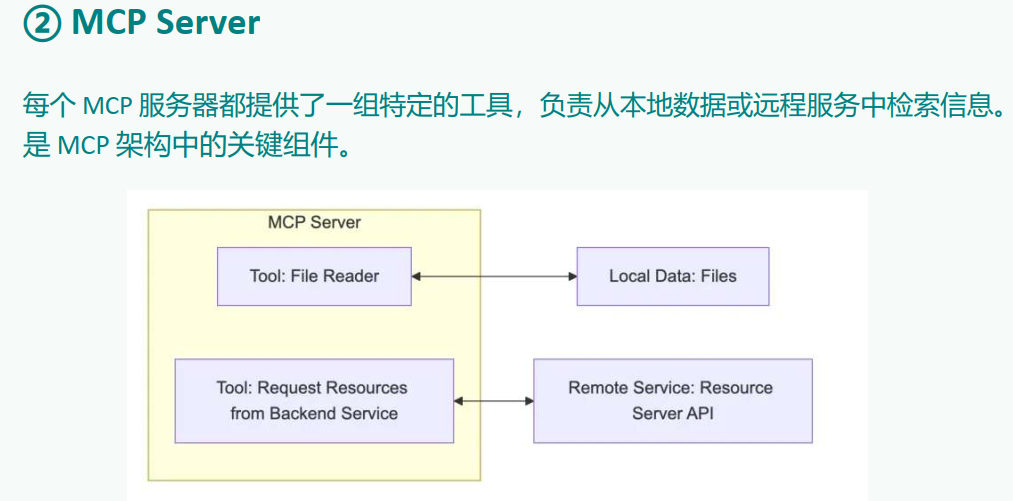 ② MCP Server
每个 MCP 服务器都提供了一组特定的工具，负责从本地数据或远程服务中检索信息。
是 MCP 架构中的关键组件。
MCP Server
Tool: File Reader
Local Data: Files
Tool: Request Resources
from Backend Service
Remote Service: Resource
Server API